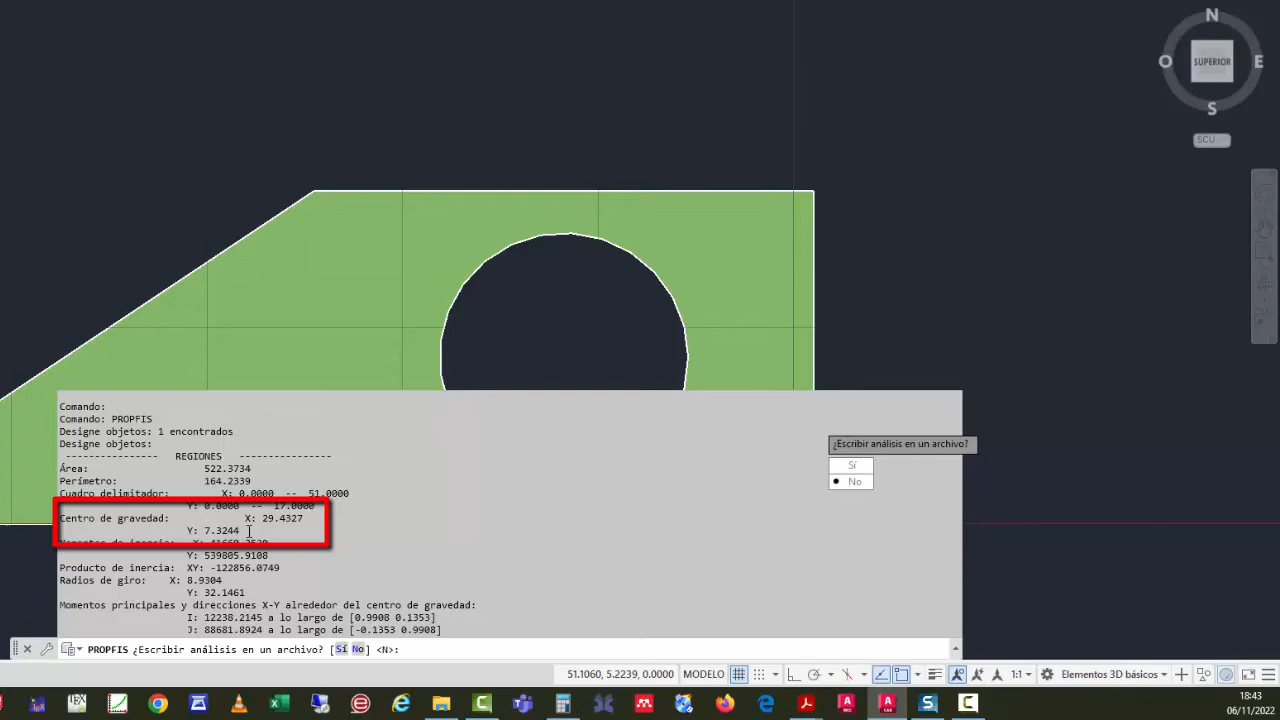 N
O
SUPERIOR
E
S
SCU
Comando:
Comando: PROPFIS
Designe objetos: 1 encontrados
Designe objetos:
---------------- REGIONES ----------------
Área: 522.3734
Perímetro: 164.2339
Cuadro delimitador: X: 0.0000 -- 51.0000
Y: 0.0000 -- 17.0000
Centro de gravedad: X: 29.4327
Y: 7.3244
Momentos de inercia: X:
Y: 539805.9108
Producto de inercia: XY: -122856.0749
Radios de giro: X: 8.9304
Y: 32.1461
Momentos principales y direcciones X-Y alrededor del centro de gravedad:
I: 12238.2145 a lo largo de [0.9908 0.1353]
J: 88681.8924 a lo largo de [-0.1353 0.9908]
¿Escribir análisis en un archivo?
Sí
No
PROPFIS ¿Escribir análisis en un archivo? [Sí No] <N>:
51.1060, 5.2239, 0.0000 MODELO 1:1 Elementos 3D básicos
18:43
06/11/2022